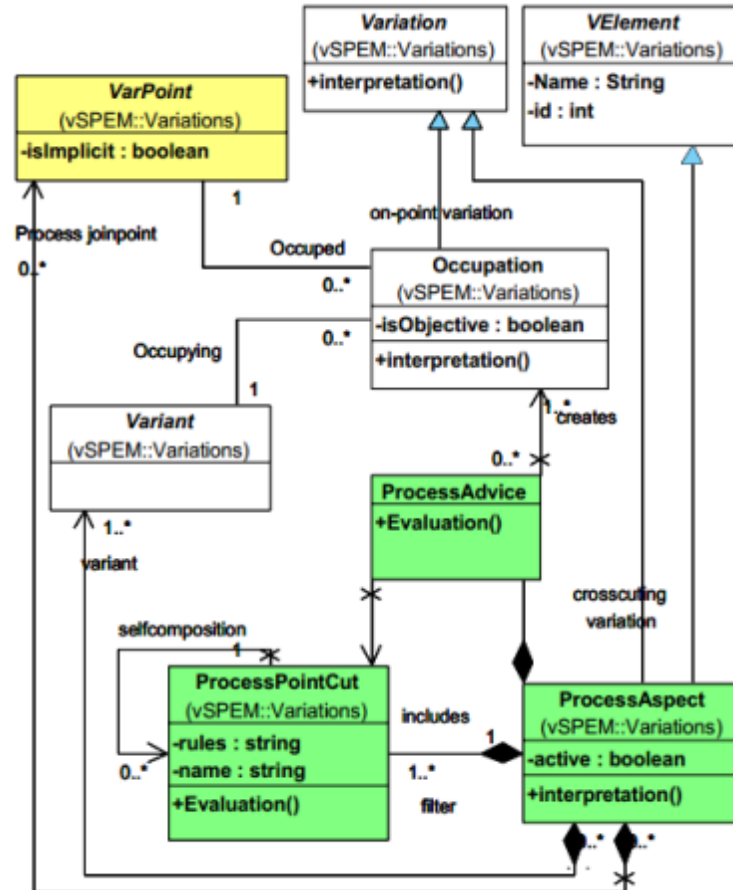 Variation
(vSPEM::Variations)
+interpretation()
VElement
(vSPEM::Variations)
-Name : String
-id : int
VarPoint
(vSPEM::Variations)
-isImplicit : boolean
1
on-point variation
Process joinpoint
0..*
Occuped
0..*
Occupation
(vSPEM::Variations)
-isObjective : boolean
+interpretation()
0..*
Occupying
1
Variant
(vSPEM::Variations)
1..*
creates
0..*
ProcessAdvice
+Evaluation()
1..*
variant
crosscuting
variation
selfcomposition
1
ProcessPointCut
(vSPEM::Variations)
-rules : string
-name : string
+Evaluation()
0..*
includes
1
1..*
filter
ProcessAspect
(vSPEM::Variations)
-active : boolean
+interpretation()
0..*
0..*